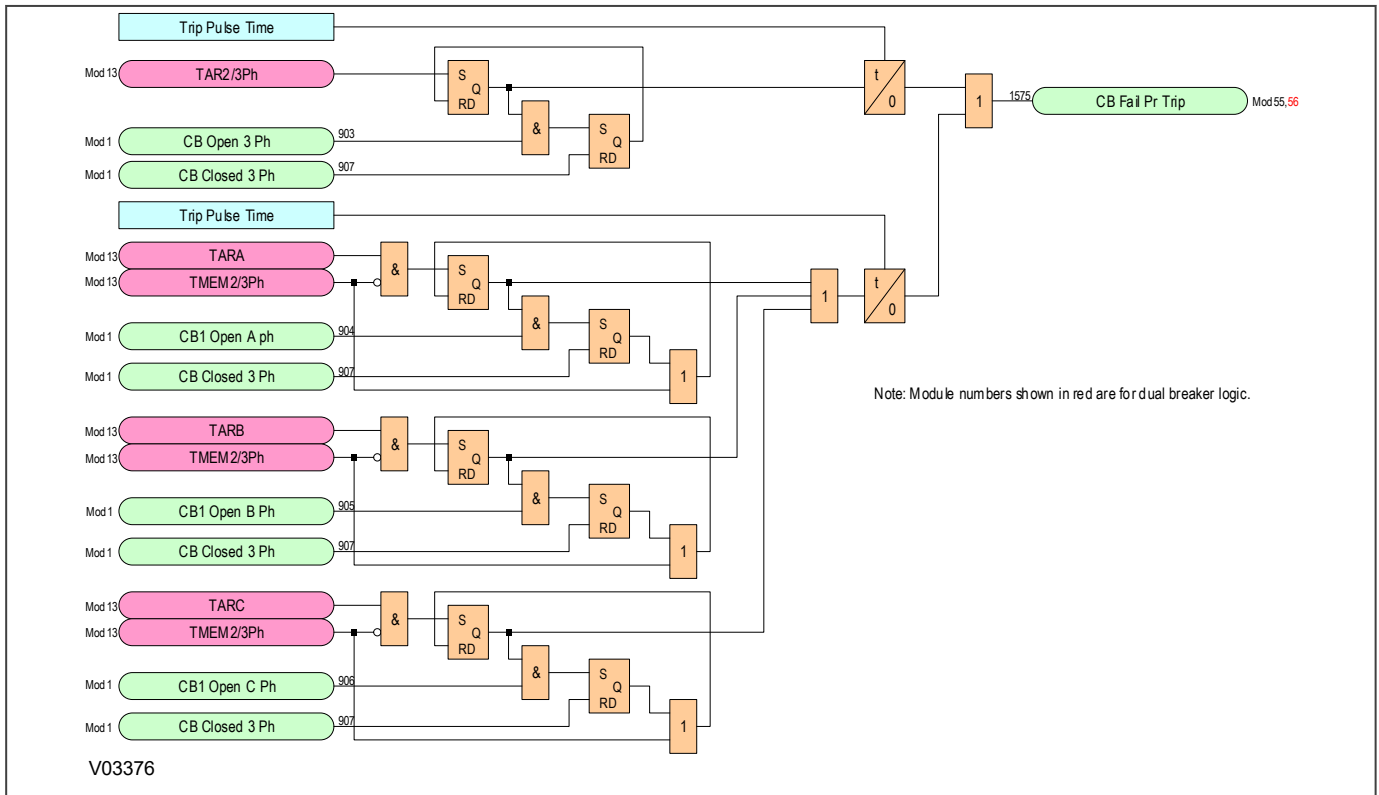 Trip Pulse Time
Mod 13 TAR2/3Ph
S
Q
RD
t
0
1
1575 CB Fail Pr Trip Mod 55,56
Mod 1 CB Open 3 Ph 903
&
S
Q
RD
Mod 1 CB Closed 3 Ph 907
Trip Pulse Time
Mod 13 TARA
Mod 13 TMEM2/3Ph
&
S
Q
RD
1
t
0
Mod 1 CB1 Open A ph 904
&
S
Q
RD
1
Mod 1 CB Closed 3 Ph 907
Note: Module numbers shown in red are for dual breaker logic.
Mod 13 TARB
Mod 13 TMEM2/3Ph
&
S
Q
RD
Mod 1 CB1 Open B Ph 905
&
S
Q
RD
1
Mod 1 CB Closed 3 Ph 907
Mod 13 TARC
Mod 13 TMEM2/3Ph
&
S
Q
RD
Mod 1 CB1 Open C Ph 906
&
S
Q
RD
1
Mod 1 CB Closed 3 Ph 907
V03376